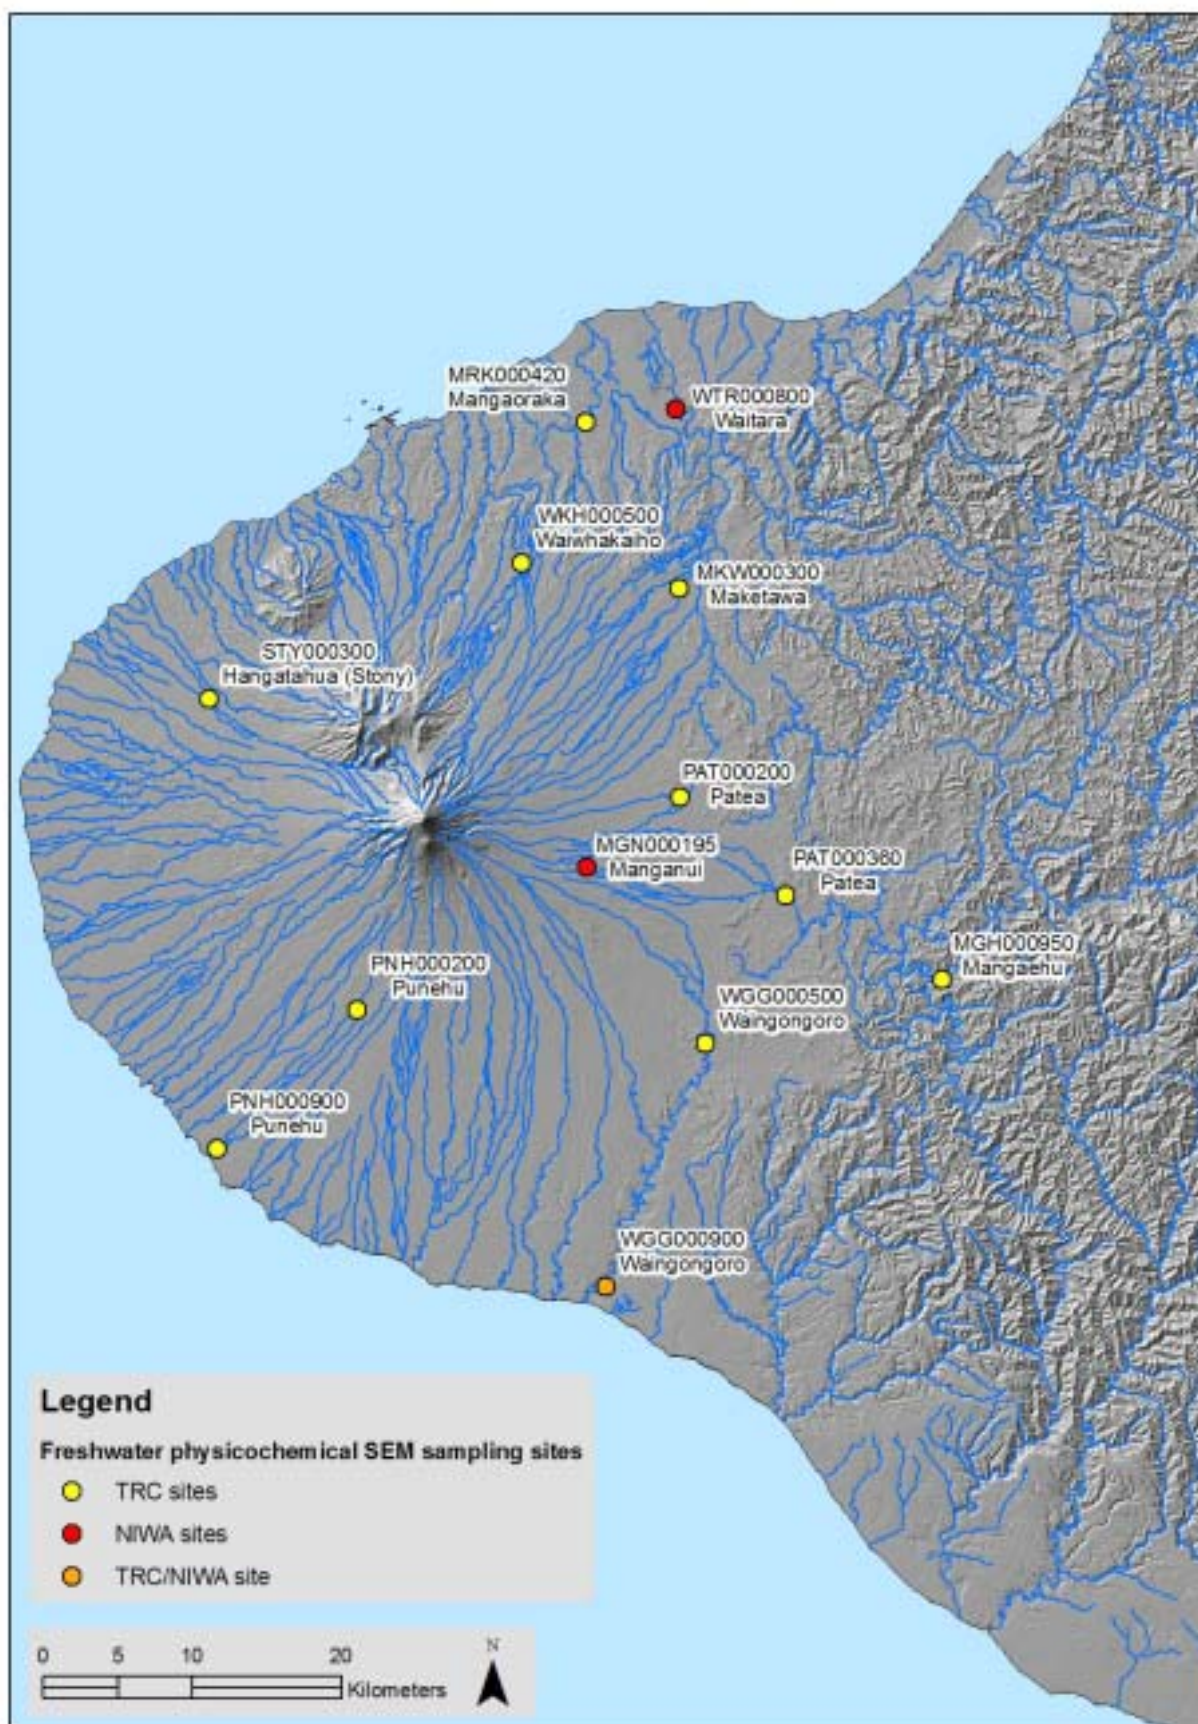 MRK000420
Mangaoraka
WTR000800
Waitara
WKH000500
Waiwhakaiho
MKW000300
Maketawa
STY000300
Hangatahua (Stony)
PAT000200
Patea
MGN000195
Manganui
PAT000360
Patea
MGH000950
Mangaehu
PNH000200
Punehu
WGG000500
Waingongoro
PNH000900
Punehu
WGG000900
Waingongoro
Legend
Freshwater physicochemical SEM sampling sites
TRC sites
NIWA sites
TRC/NIWA site
0 5 10 20
Kilometers
N